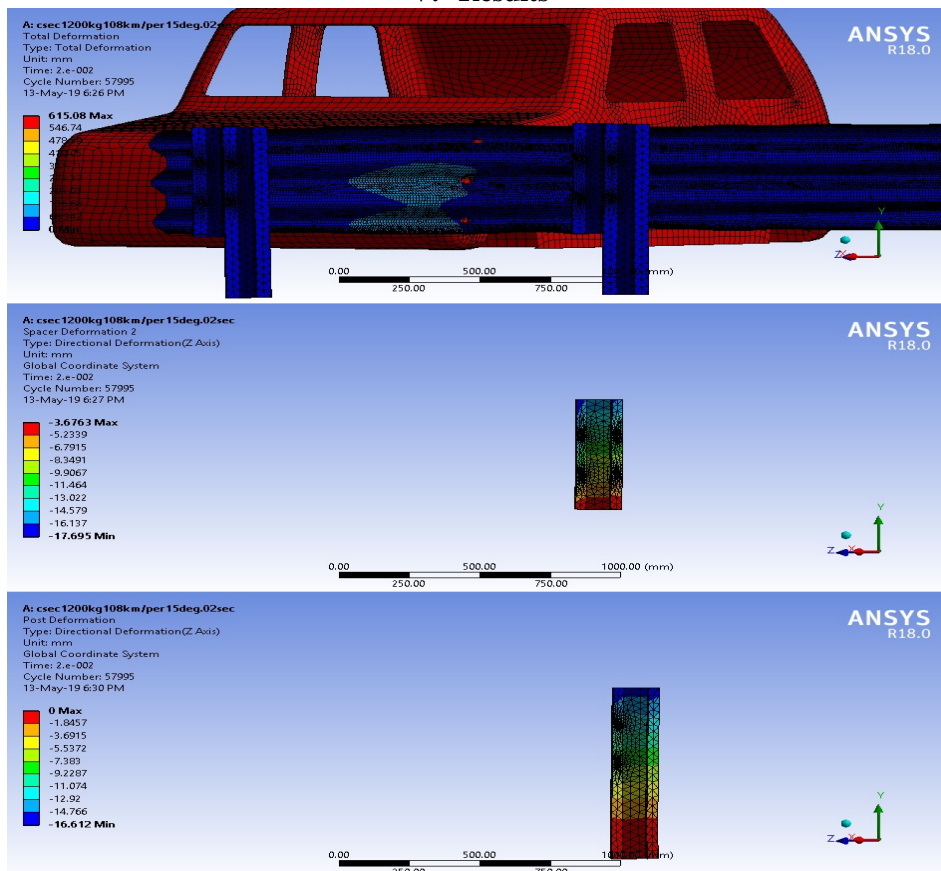 A: csec1200kg108km/per15deg.02sec
Total Deformation
Type: Total Deformation
Unit: mm
Time: 2.e-002
Cycle Number: 57995
13-May-19 6:26 PM
615.08 Max
546.74
ANSYS
R18.0
Y
Z
X
0.00
500.00
(mm)
250.00
750.00
A: csec1200kg108km/per15deg.02sec
Spacer Deformation 2
Type: Directional Deformation(Z Axis)
Unit: mm
Global Coordinate System
Time: 2.e-002
Cycle Number: 57995
13-May-19 6:27 PM
-3.6763 Max
-5.2339
-6.7915
-8.3491
-9.9067
-11.464
-13.022
-14.579
-16.137
-17.695 Min
ANSYS
R18.0
Y
Z
X
0.00
500.00
1000.00 (mm)
250.00
750.00
A: csec1200kg108km/per15deg.02sec
Post Deformation
Type: Directional Deformation(Z Axis)
Unit: mm
Global Coordinate System
Time: 2.e-002
Cycle Number: 57995
13-May-19 6:30 PM
0 Max
-1.8457
-3.6915
-5.5372
-7.383
-9.2287
-11.074
-12.92
-14.766
-16.612 Min
ANSYS
R18.0
Y
Z
X
0.00
500.00
(mm)
750.00